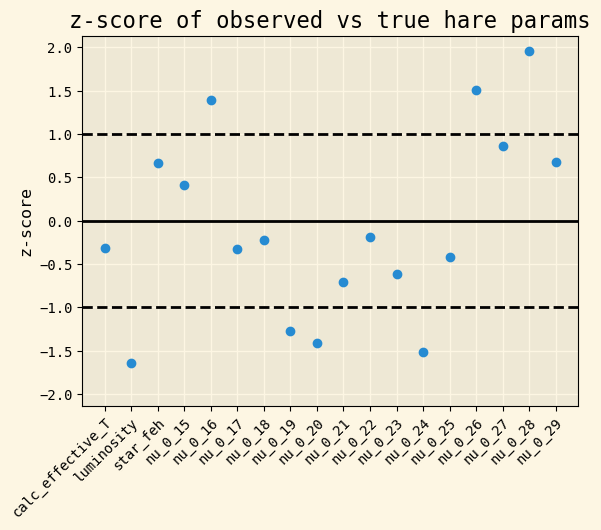 z-score of observed vs true hare params
2.0
1.5
1.0
0.5
0.0
−0.5
−1.0
−1.5
−2.0
z-score
calc_effective_T
luminosity
star_feh
nu_0_15
nu_0_16
nu_0_17
nu_0_18
nu_0_19
nu_0_20
nu_0_21
nu_0_22
nu_0_23
nu_0_24
nu_0_25
nu_0_26
nu_0_27
nu_0_28
nu_0_29